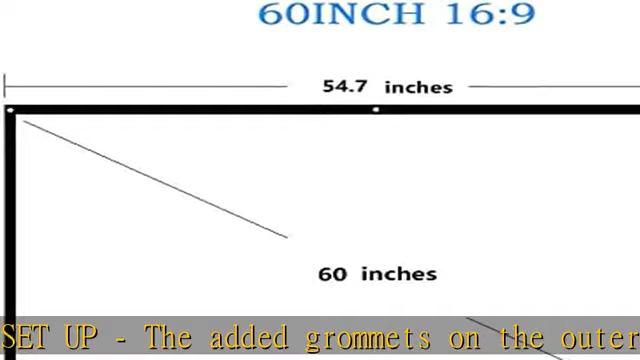 60INCH 16:9
54.7 inches
60 inches
SET UP - The added grommets on the outer